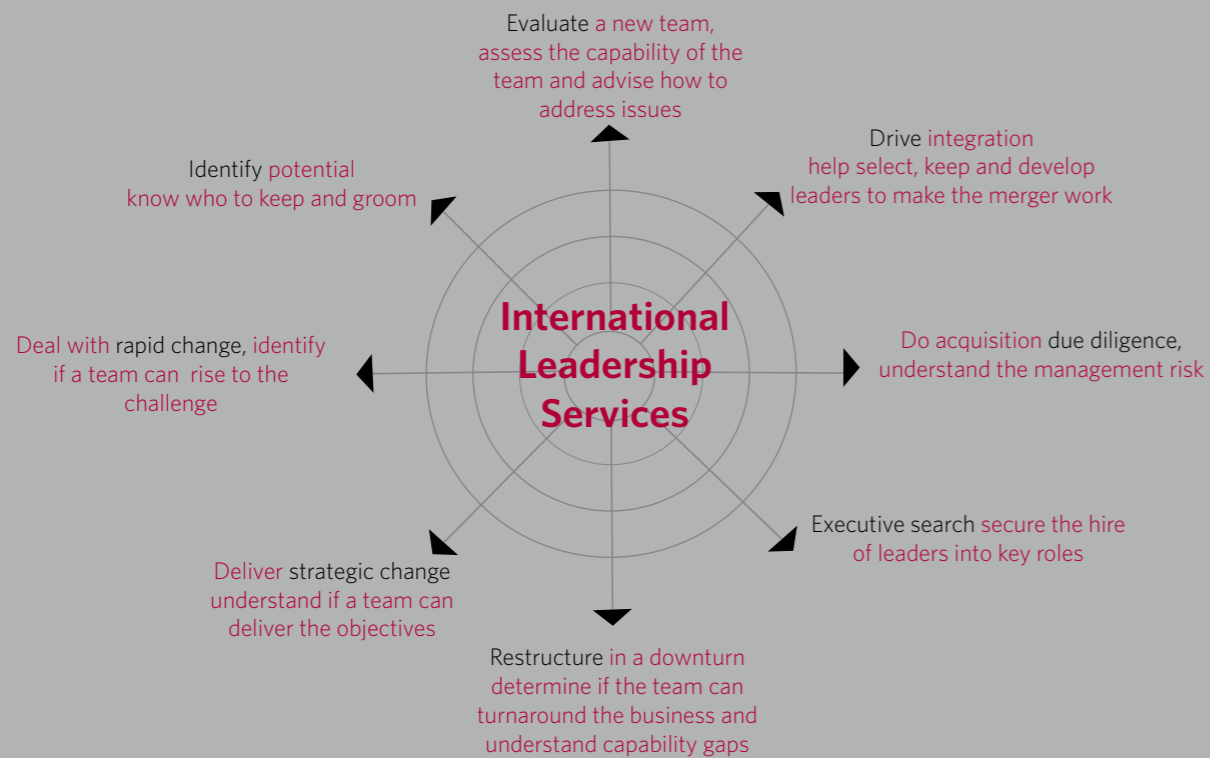 Evaluate a new team,
assess the capability of the
team and advise how to
address issues
Drive integration
help select, keep and develop
leaders to make the merger work
Identify potential
know who to keep and groom
International
Leadership
Services
Do acquisition due diligence,
understand the management risk
Deal with rapid change, identify
if a team can rise to the
challenge
Executive search secure the hire
of leaders into key roles
Deliver strategic change
understand if a team can
deliver the objectives
Restructure in a downturn
determine if the team can
turnaround the business and
understand capability gaps